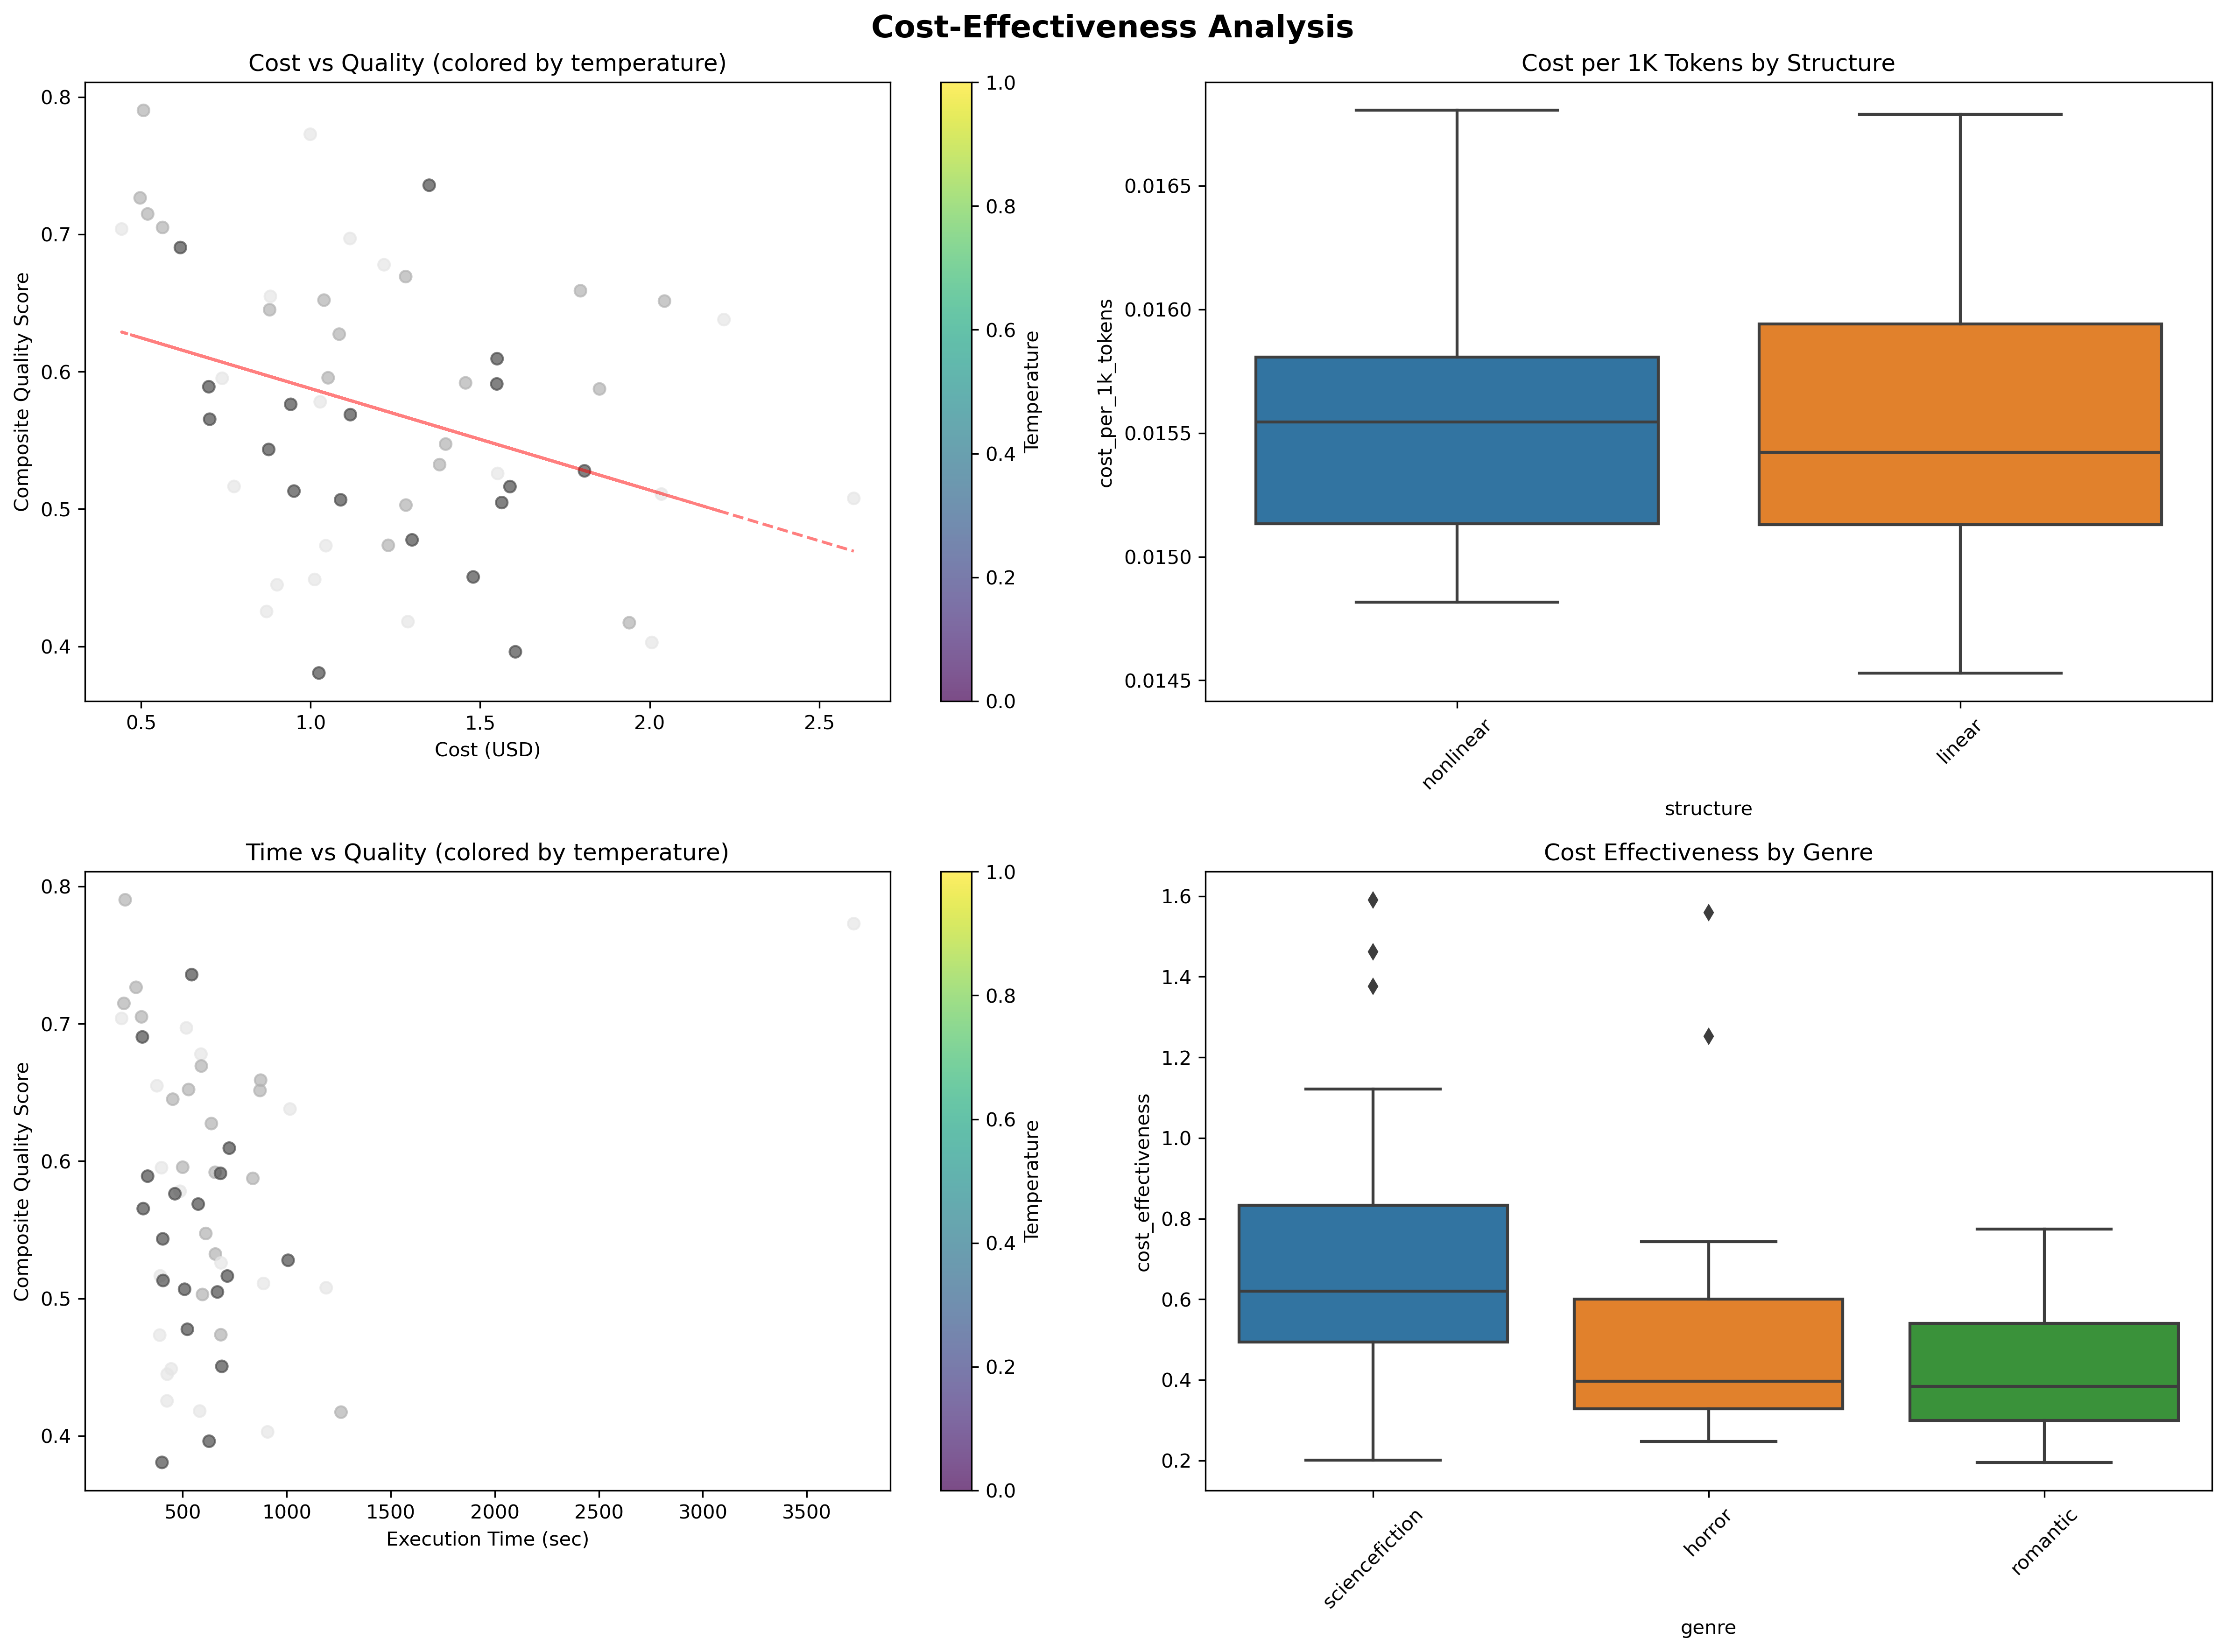 Cost-Effectiveness Analysis
Cost vs Quality (colored by temperature)
0.8
0.7
0.6
0.5
0.4
Composite Quality Score
0.5
1.0
1.5
2.0
2.5
Cost (USD)
1.0
0.8
0.6
0.4
0.2
0.0
Temperature
Cost per 1K Tokens by Structure
0.0165
0.0160
0.0155
0.0150
0.0145
cost_per_1k_tokens
nonlinear
linear
structure
Time vs Quality (colored by temperature)
0.8
0.7
0.6
0.5
0.4
Composite Quality Score
500
1000
1500
2000
2500
3000
3500
Execution Time (sec)
1.0
0.8
0.6
0.4
0.2
0.0
Temperature
Cost Effectiveness by Genre
1.6
1.4
1.2
1.0
0.8
0.6
0.4
0.2
cost_effectiveness
sciencefiction
horror
romantic
genre